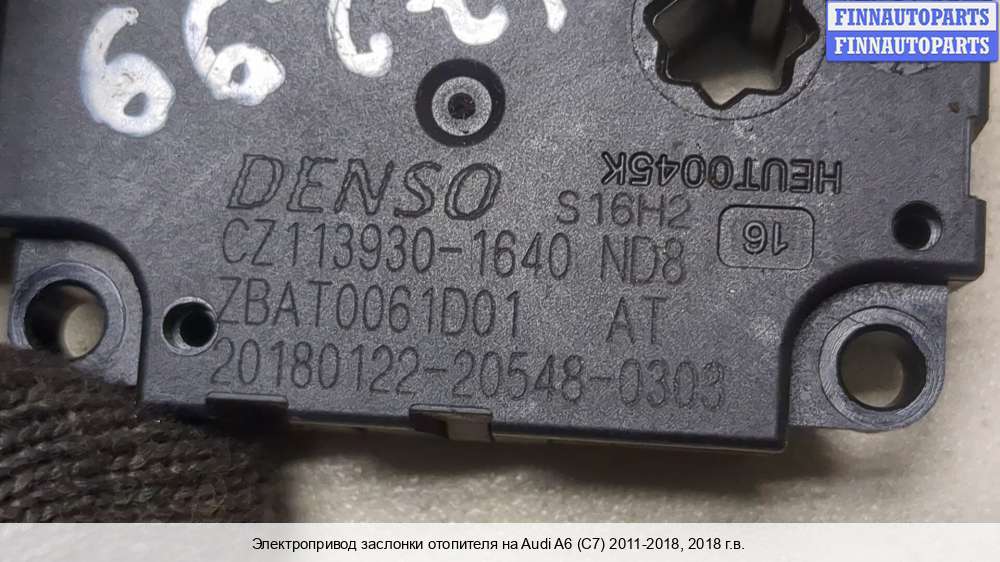 FINNAUTOPARTS
FINNAUTOPARTS
DENSO
HEUT0045K
S16H2
CZ113930-1640 ND8
16
ZBAT0061D01 AT
20180122-20548-0303
Электропривод заслонки отопителя на Audi A6 (C7) 2011-2018, 2018 г.в.